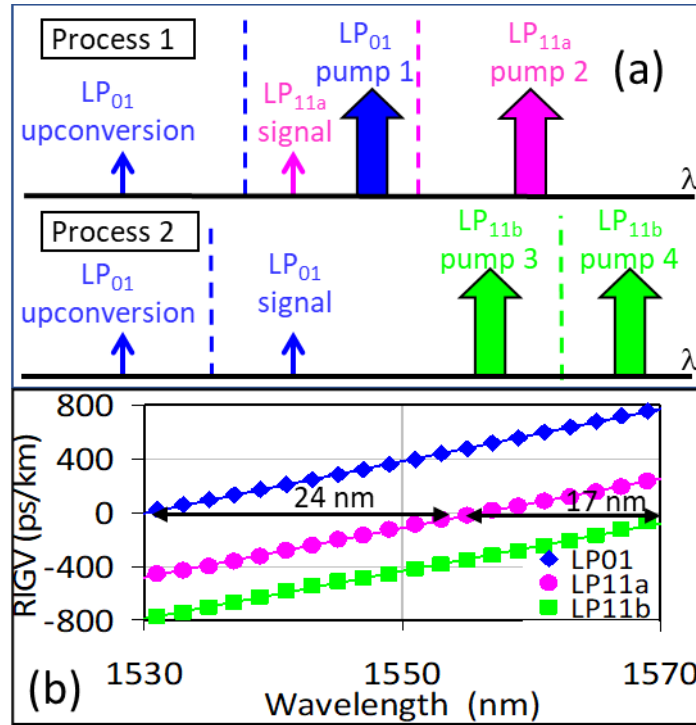 Process 1
LP01
pump 1
LP11a
pump 2
(a)
LP01
upconversion
LP11a
signal
λ
Process 2
LP01
upconversion
LP01
signal
LP11b
pump 3
LP11b
pump 4
λ
RIGV (ps/km)
800
400
0
-400
-800
24 nm
17 nm
LP01
LP11a
LP11b
1530
1550
1570
Wavelength (nm)
(b)